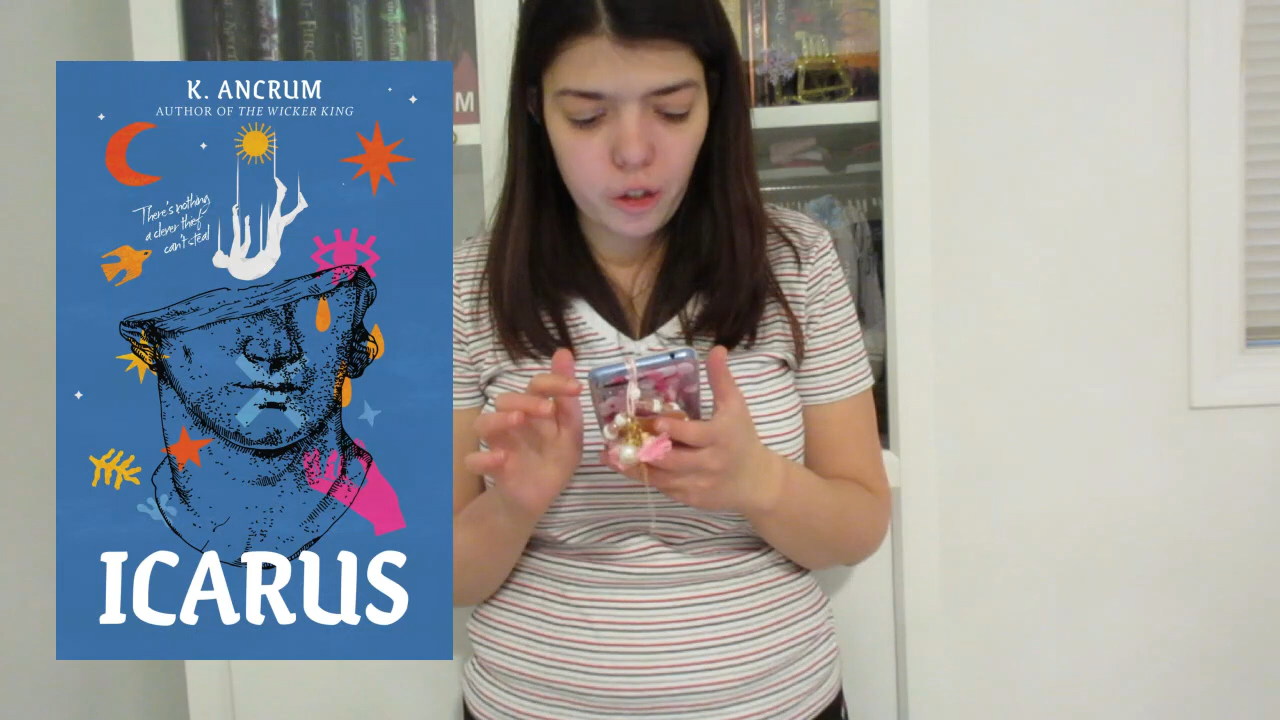 K. ANCRUM
AUTHOR OF THE WICKER KING
There's nothing
a clever thief
can't steal
ICARUS
M